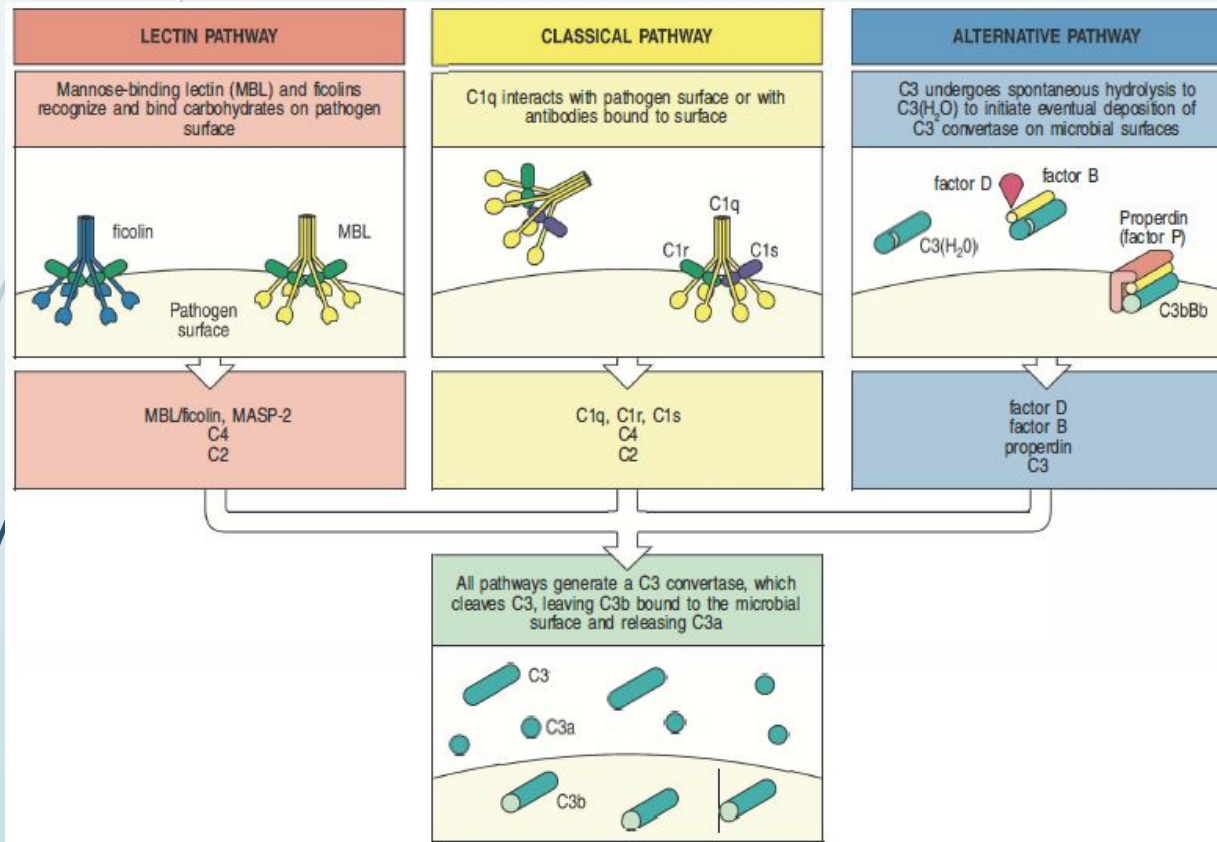 LECTIN PATHWAY
Mannose-binding lectin (MBL) and ficolins
recognize and bind carbohydrates on pathogen
surface
ficolin
MBL
Pathogen
surface
MBL/ficolin, MASP-2
C4
C2
CLASSICAL PATHWAY
C1q interacts with pathogen surface or with
antibodies bound to surface
C1q
C1r
C1s
C1q, C1r, C1s
C4
C2
ALTERNATIVE PATHWAY
C3 undergoes spontaneous hydrolysis to
C3(H₂O) to initiate eventual deposition of
C3 convertase on microbial surfaces
factor D
factor B
C3(H₂0)
Properdin
(factor P)
C3bBb
factor D
factor B
properdin
C3
All pathways generate a C3 convertase, which
cleaves C3, leaving C3b bound to the microbial
surface and releasing C3a
C3
C3a
C3b